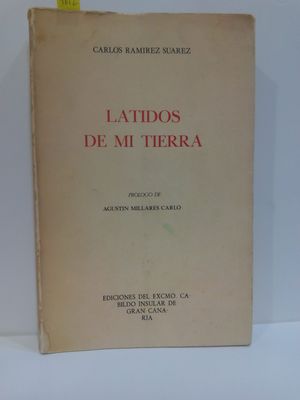 CARLOS RAMIREZ SUAREZ
LATIDOS
DE MI TIERRA
PROLOGO DE
AGUSTIN MILLARES CARLO
EDICIONES DEL EXCMO. CA
BILDO INSULAR DE
GRAN CANA-
RIA